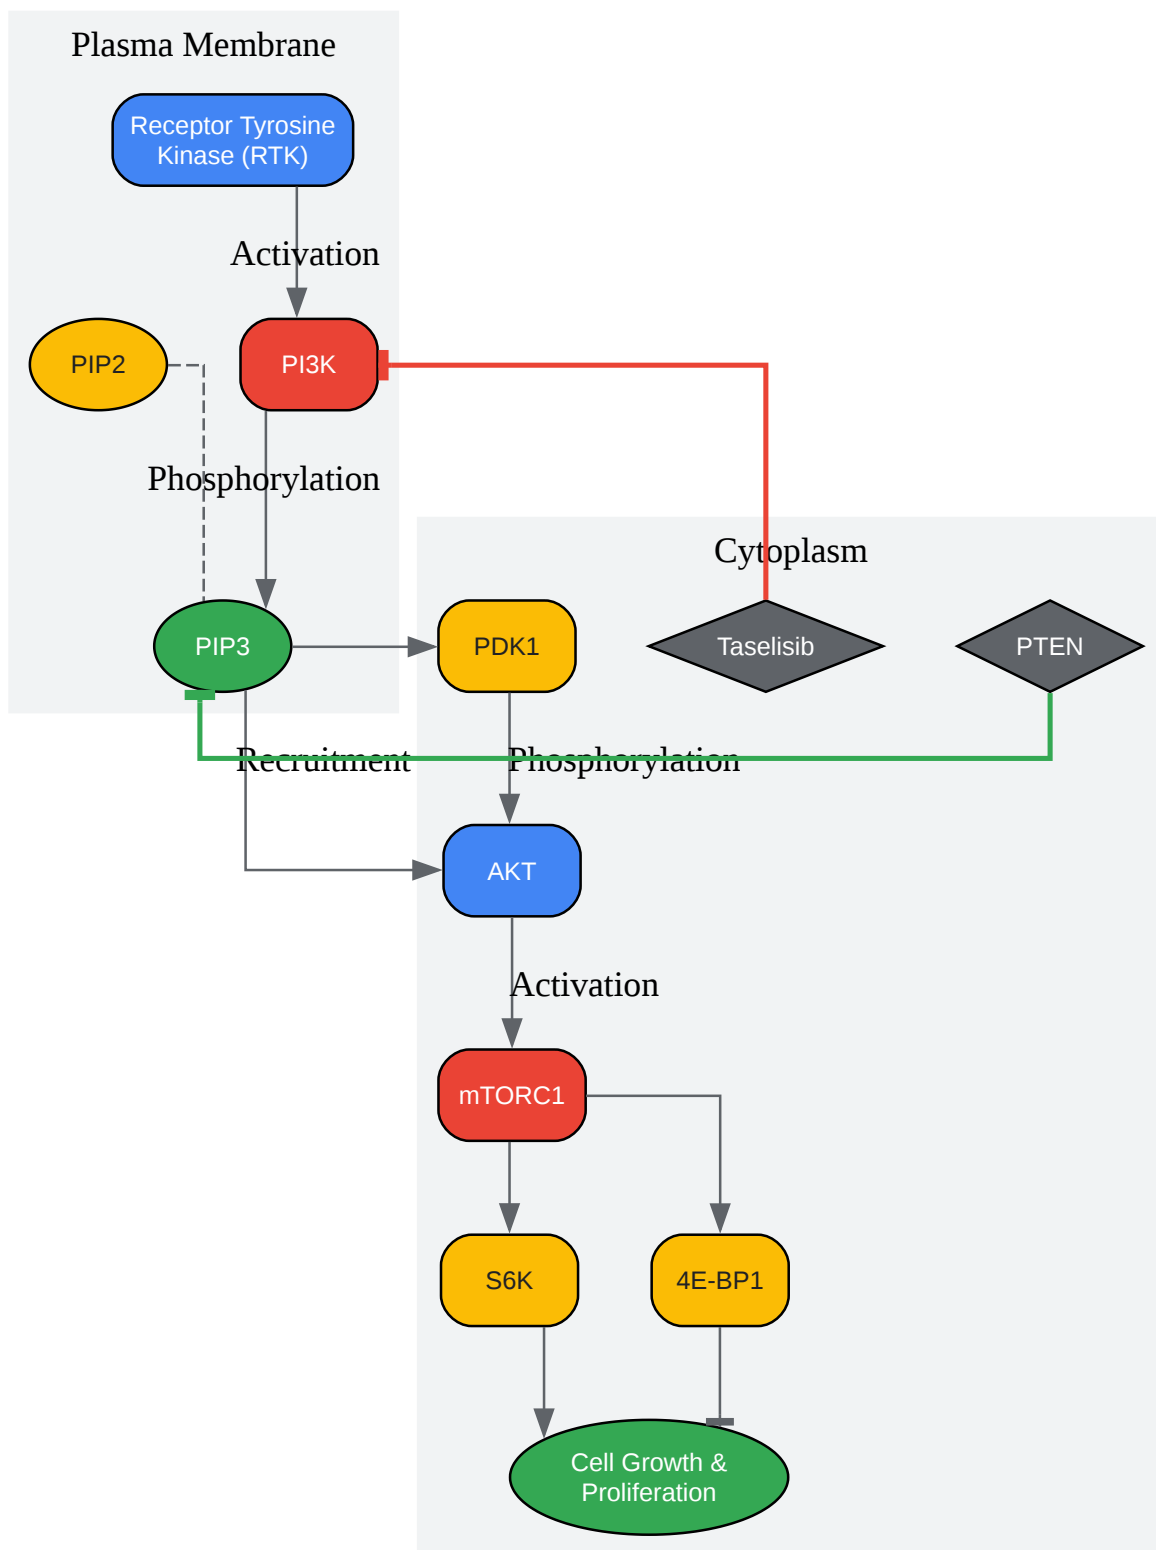 Plasma Membrane
Receptor Tyrosine
Kinase (RTK)
Activation
PIP2
PI3K
Phosphorylation
Cytoplasm
PIP3
PDK1
Taselisib
PTEN
Recruitment
Phosphorylation
AKT
Activation
mTORC1
S6K
4E-BP1
Cell Growth &
Proliferation